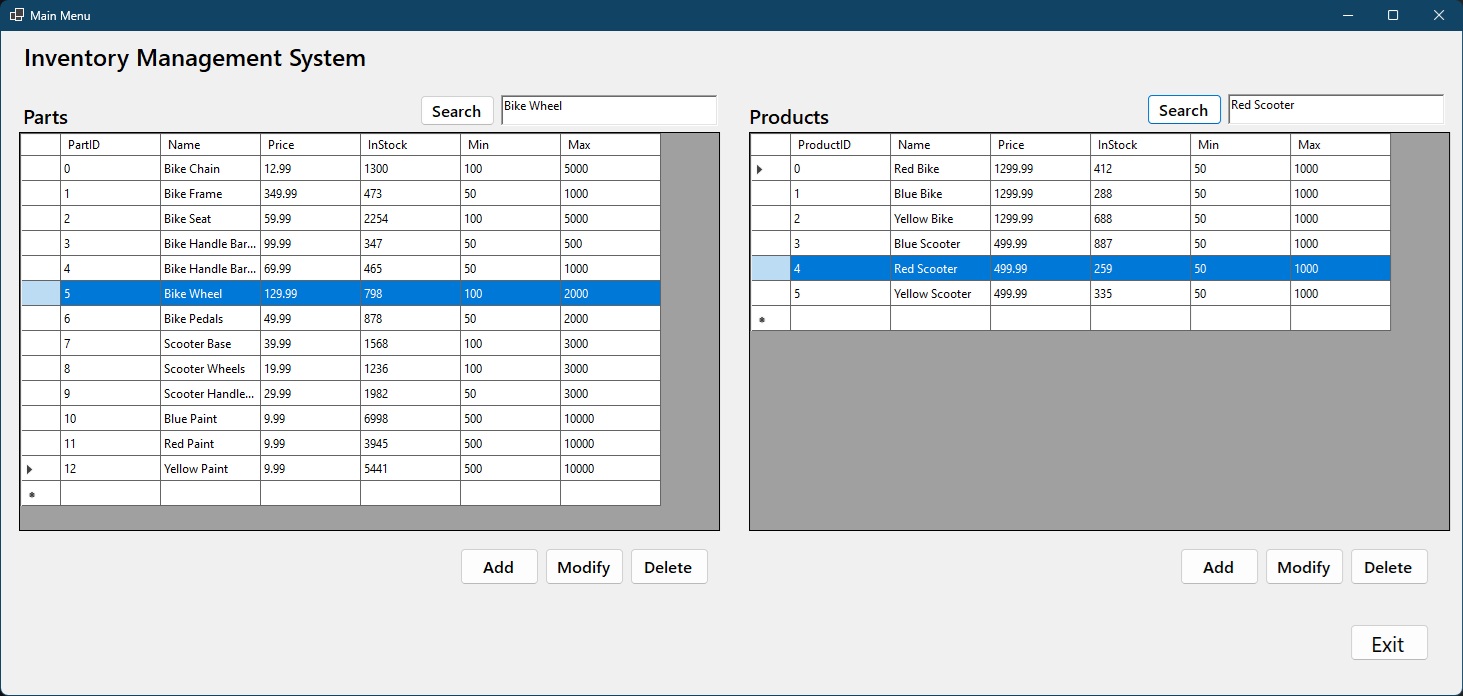 Main Menu
Inventory Management System
Parts
Search
Bike Wheel
PartID Name Price InStock Min Max
0 Bike Chain 12.99 1300 100 5000
1 Bike Frame 349.99 473 50 1000
2 Bike Seat 59.99 2254 100 5000
3 Bike Handle Bar... 99.99 347 50 500
4 Bike Handle Bar... 69.99 465 50 1000
5 Bike Wheel 129.99 798 100 2000
6 Bike Pedals 49.99 878 50 2000
7 Scooter Base 39.99 1568 100 3000
8 Scooter Wheels 19.99 1236 100 3000
9 Scooter Handle... 29.99 1982 50 3000
10 Blue Paint 9.99 6998 500 10000
11 Red Paint 9.99 3945 500 10000
12 Yellow Paint 9.99 5441 500 10000
Add Modify Delete
Products
Search
Red Scooter
ProductID Name Price InStock Min Max
0 Red Bike 1299.99 412 50 1000
1 Blue Bike 1299.99 288 50 1000
2 Yellow Bike 1299.99 688 50 1000
3 Blue Scooter 499.99 887 50 1000
4 Red Scooter 499.99 259 50 1000
5 Yellow Scooter 499.99 335 50 1000
Add Modify Delete
Exit